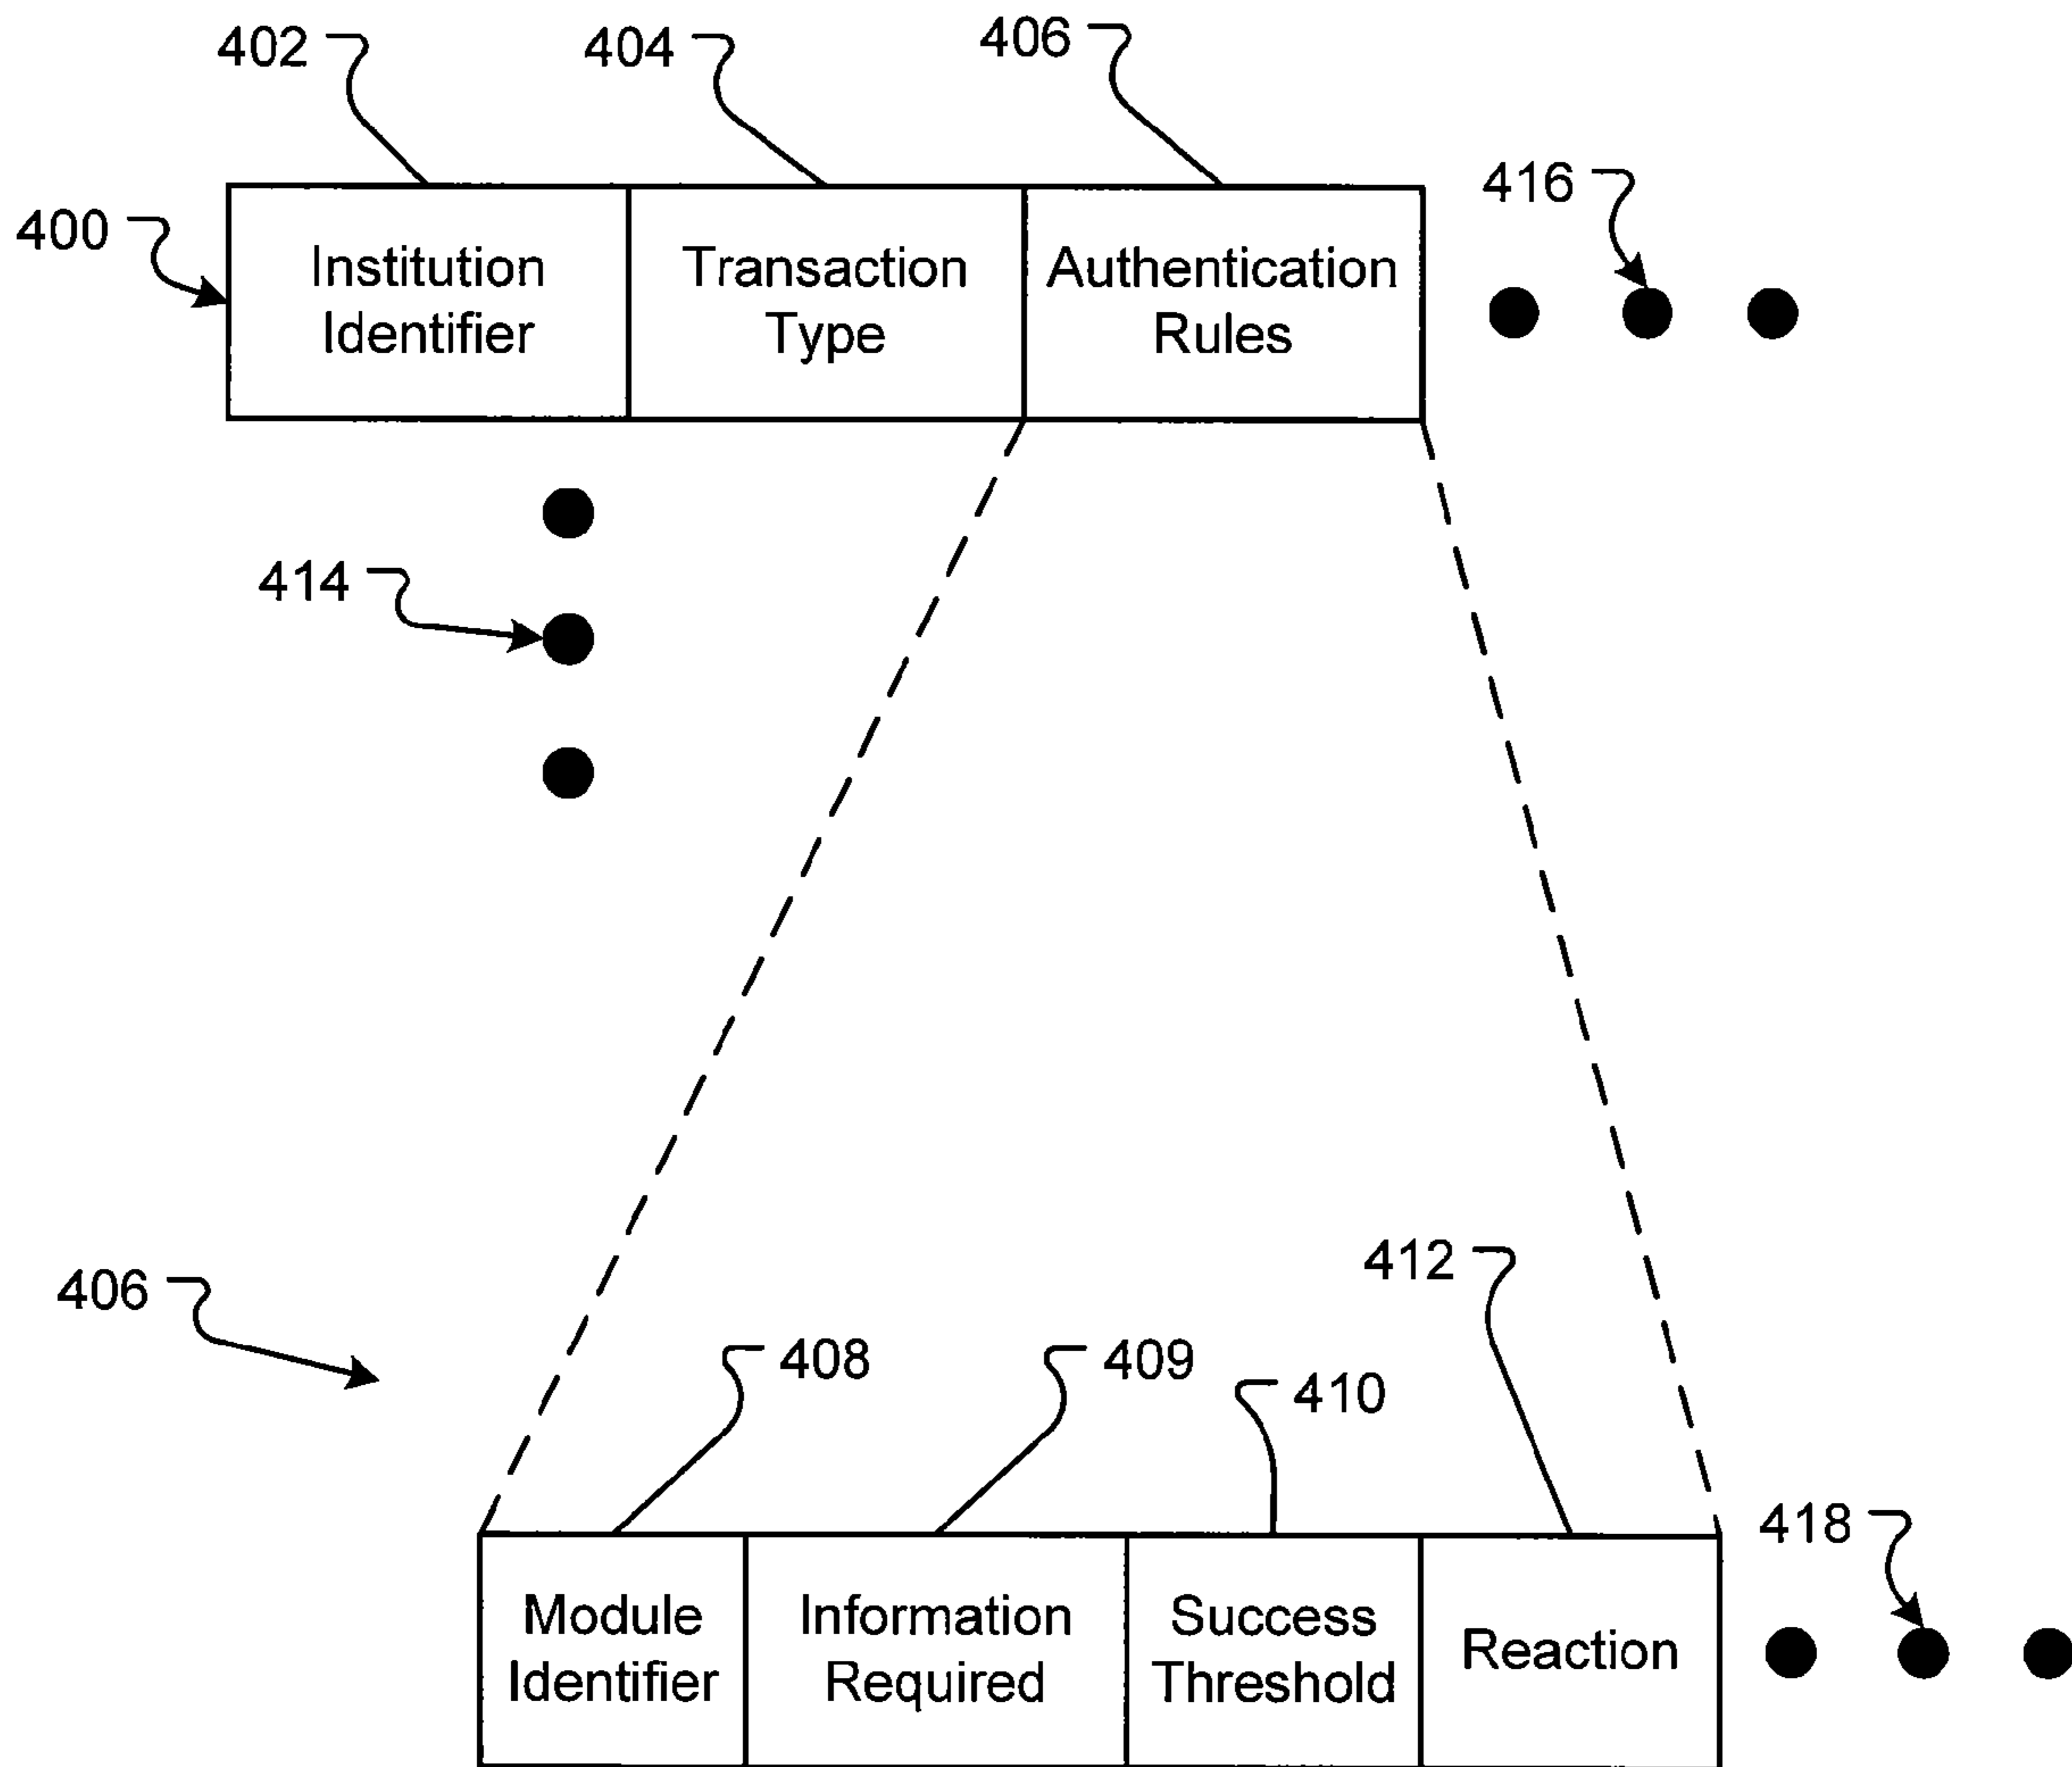 402
404
406
416
400
Institution
Identifier
Transaction
Type
Authentication
Rules
414
406
412
408
409
410
418
Module
Identifier
Information
Required
Success
Threshold
Reaction